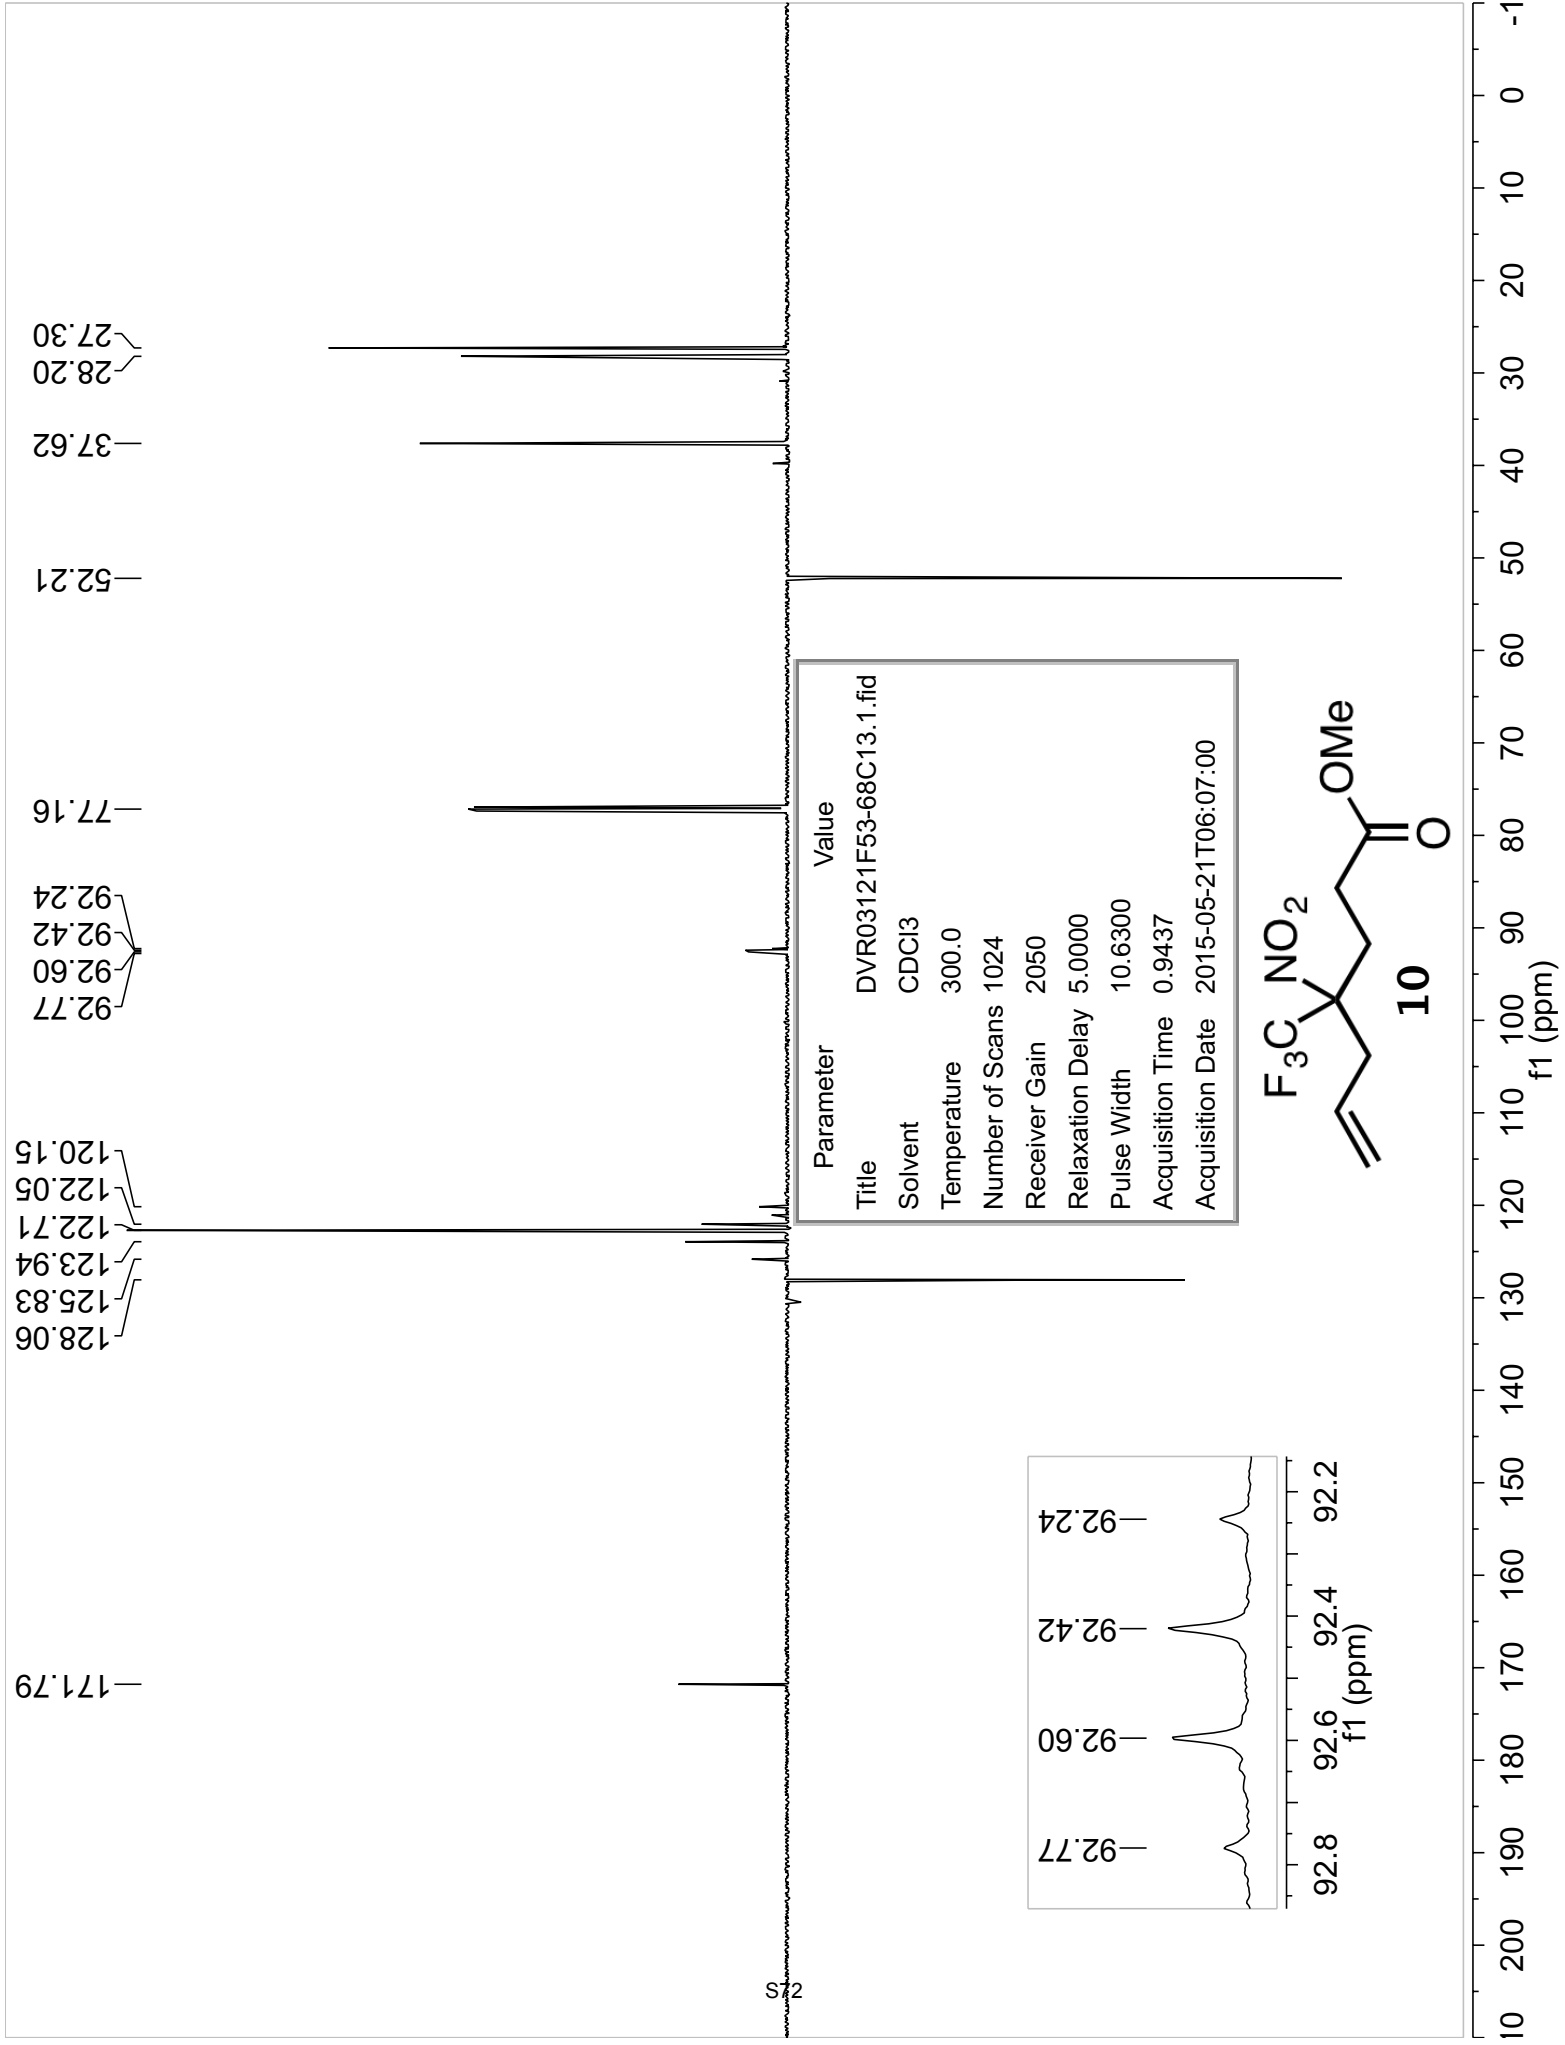 171.79
128.06
125.83
123.94
122.71
122.05
120.15
92.77
92.60
92.42
92.24
77.16
52.21
37.62
28.20
27.30
S72
Parameter Value
Title DVR03121F53-68C13.1.fid
Solvent CDCl3
Temperature 300.0
Number of Scans 1024
Receiver Gain 2050
Relaxation Delay 5.0000
Pulse Width 10.6300
Acquisition Time 0.9437
Acquisition Date 2015-05-21T06:07:00
92.77
92.60
92.42
92.24
92.8 92.6 92.4 92.2
f1 (ppm)
F3C NO2
OMe
O
10
10 200 190 180 170 160 150 140 130 120 110 100 90 80 70 60 50 40 30 20 10 0 -1
f1 (ppm)